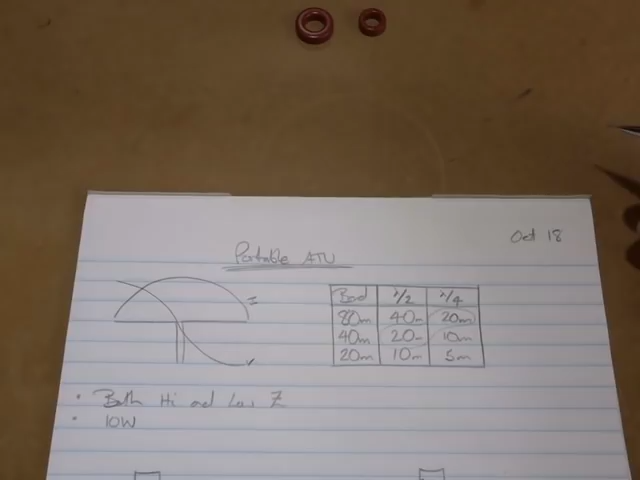 Oct 18
Portable ATU
I
V
Band λ/2 λ/4
80m 40m 20m
40m 20m 10m
20m 10m 5m
• Both Hi and Low Z
• 10W